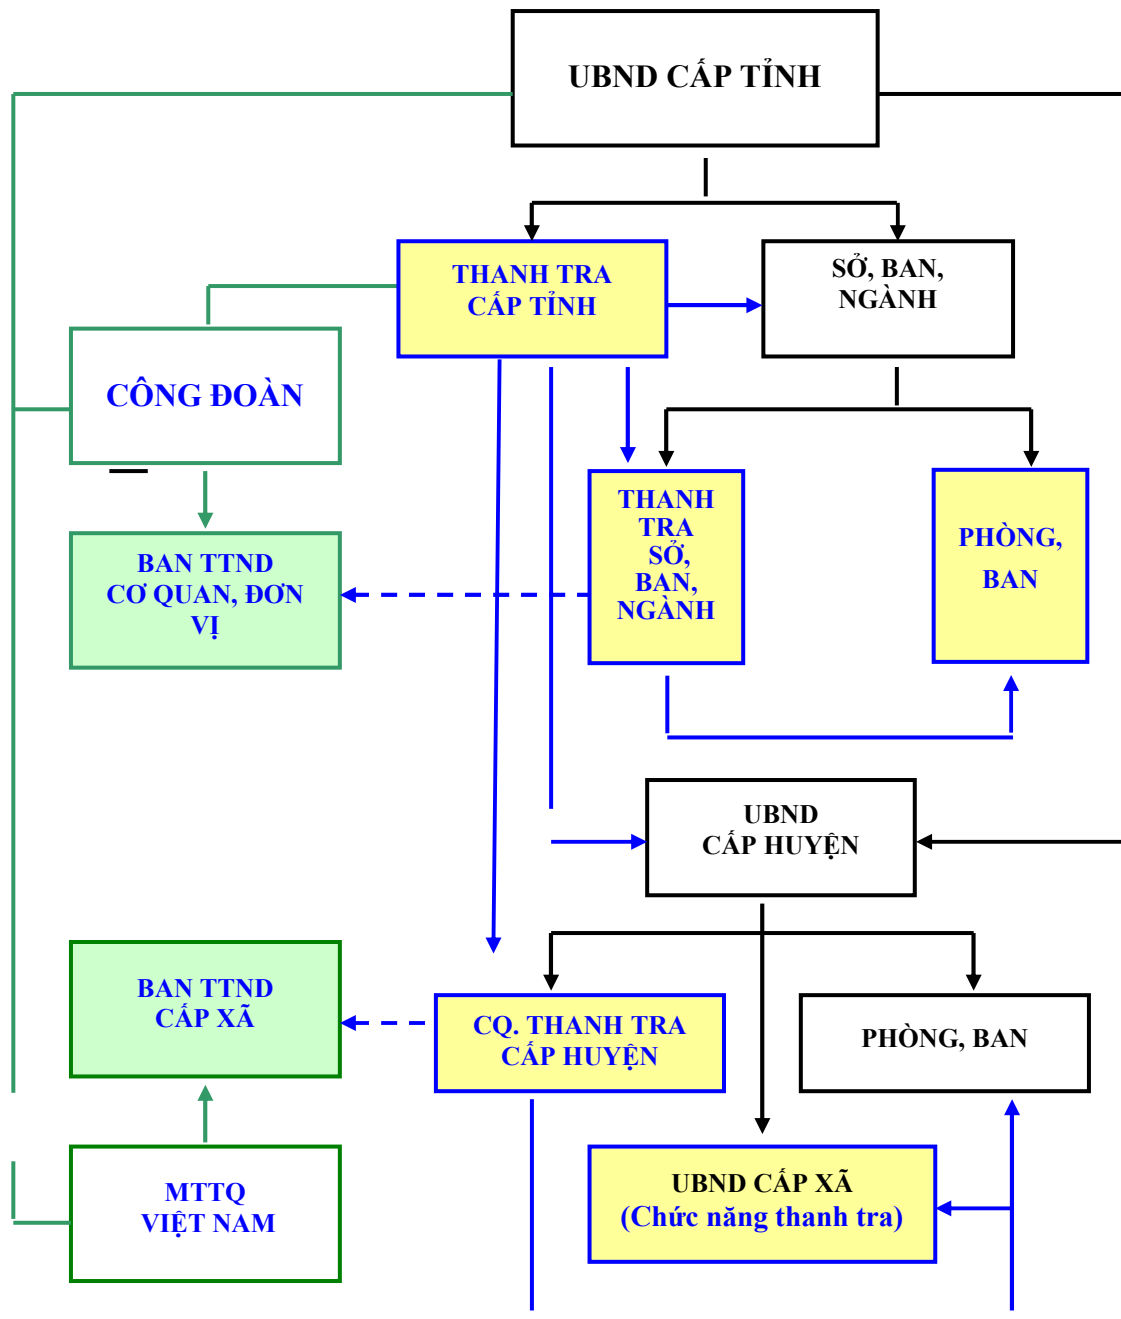 UBND CẤP TỈNH
THANH TRA
CẤP TỈNH
SỞ, BAN,
NGÀNH
CÔNG ĐOÀN
THANH
TRA
SỞ,
BAN,
NGÀNH
PHÒNG,
BAN
BAN TTND
CƠ QUAN, ĐƠN
VỊ
UBND
CẤP HUYỆN
BAN TTND
CẤP XÃ
CQ. THANH TRA
CẤP HUYỆN
PHÒNG, BAN
MTTQ
VIỆT NAM
UBND CẤP XÃ
(Chức năng thanh tra)